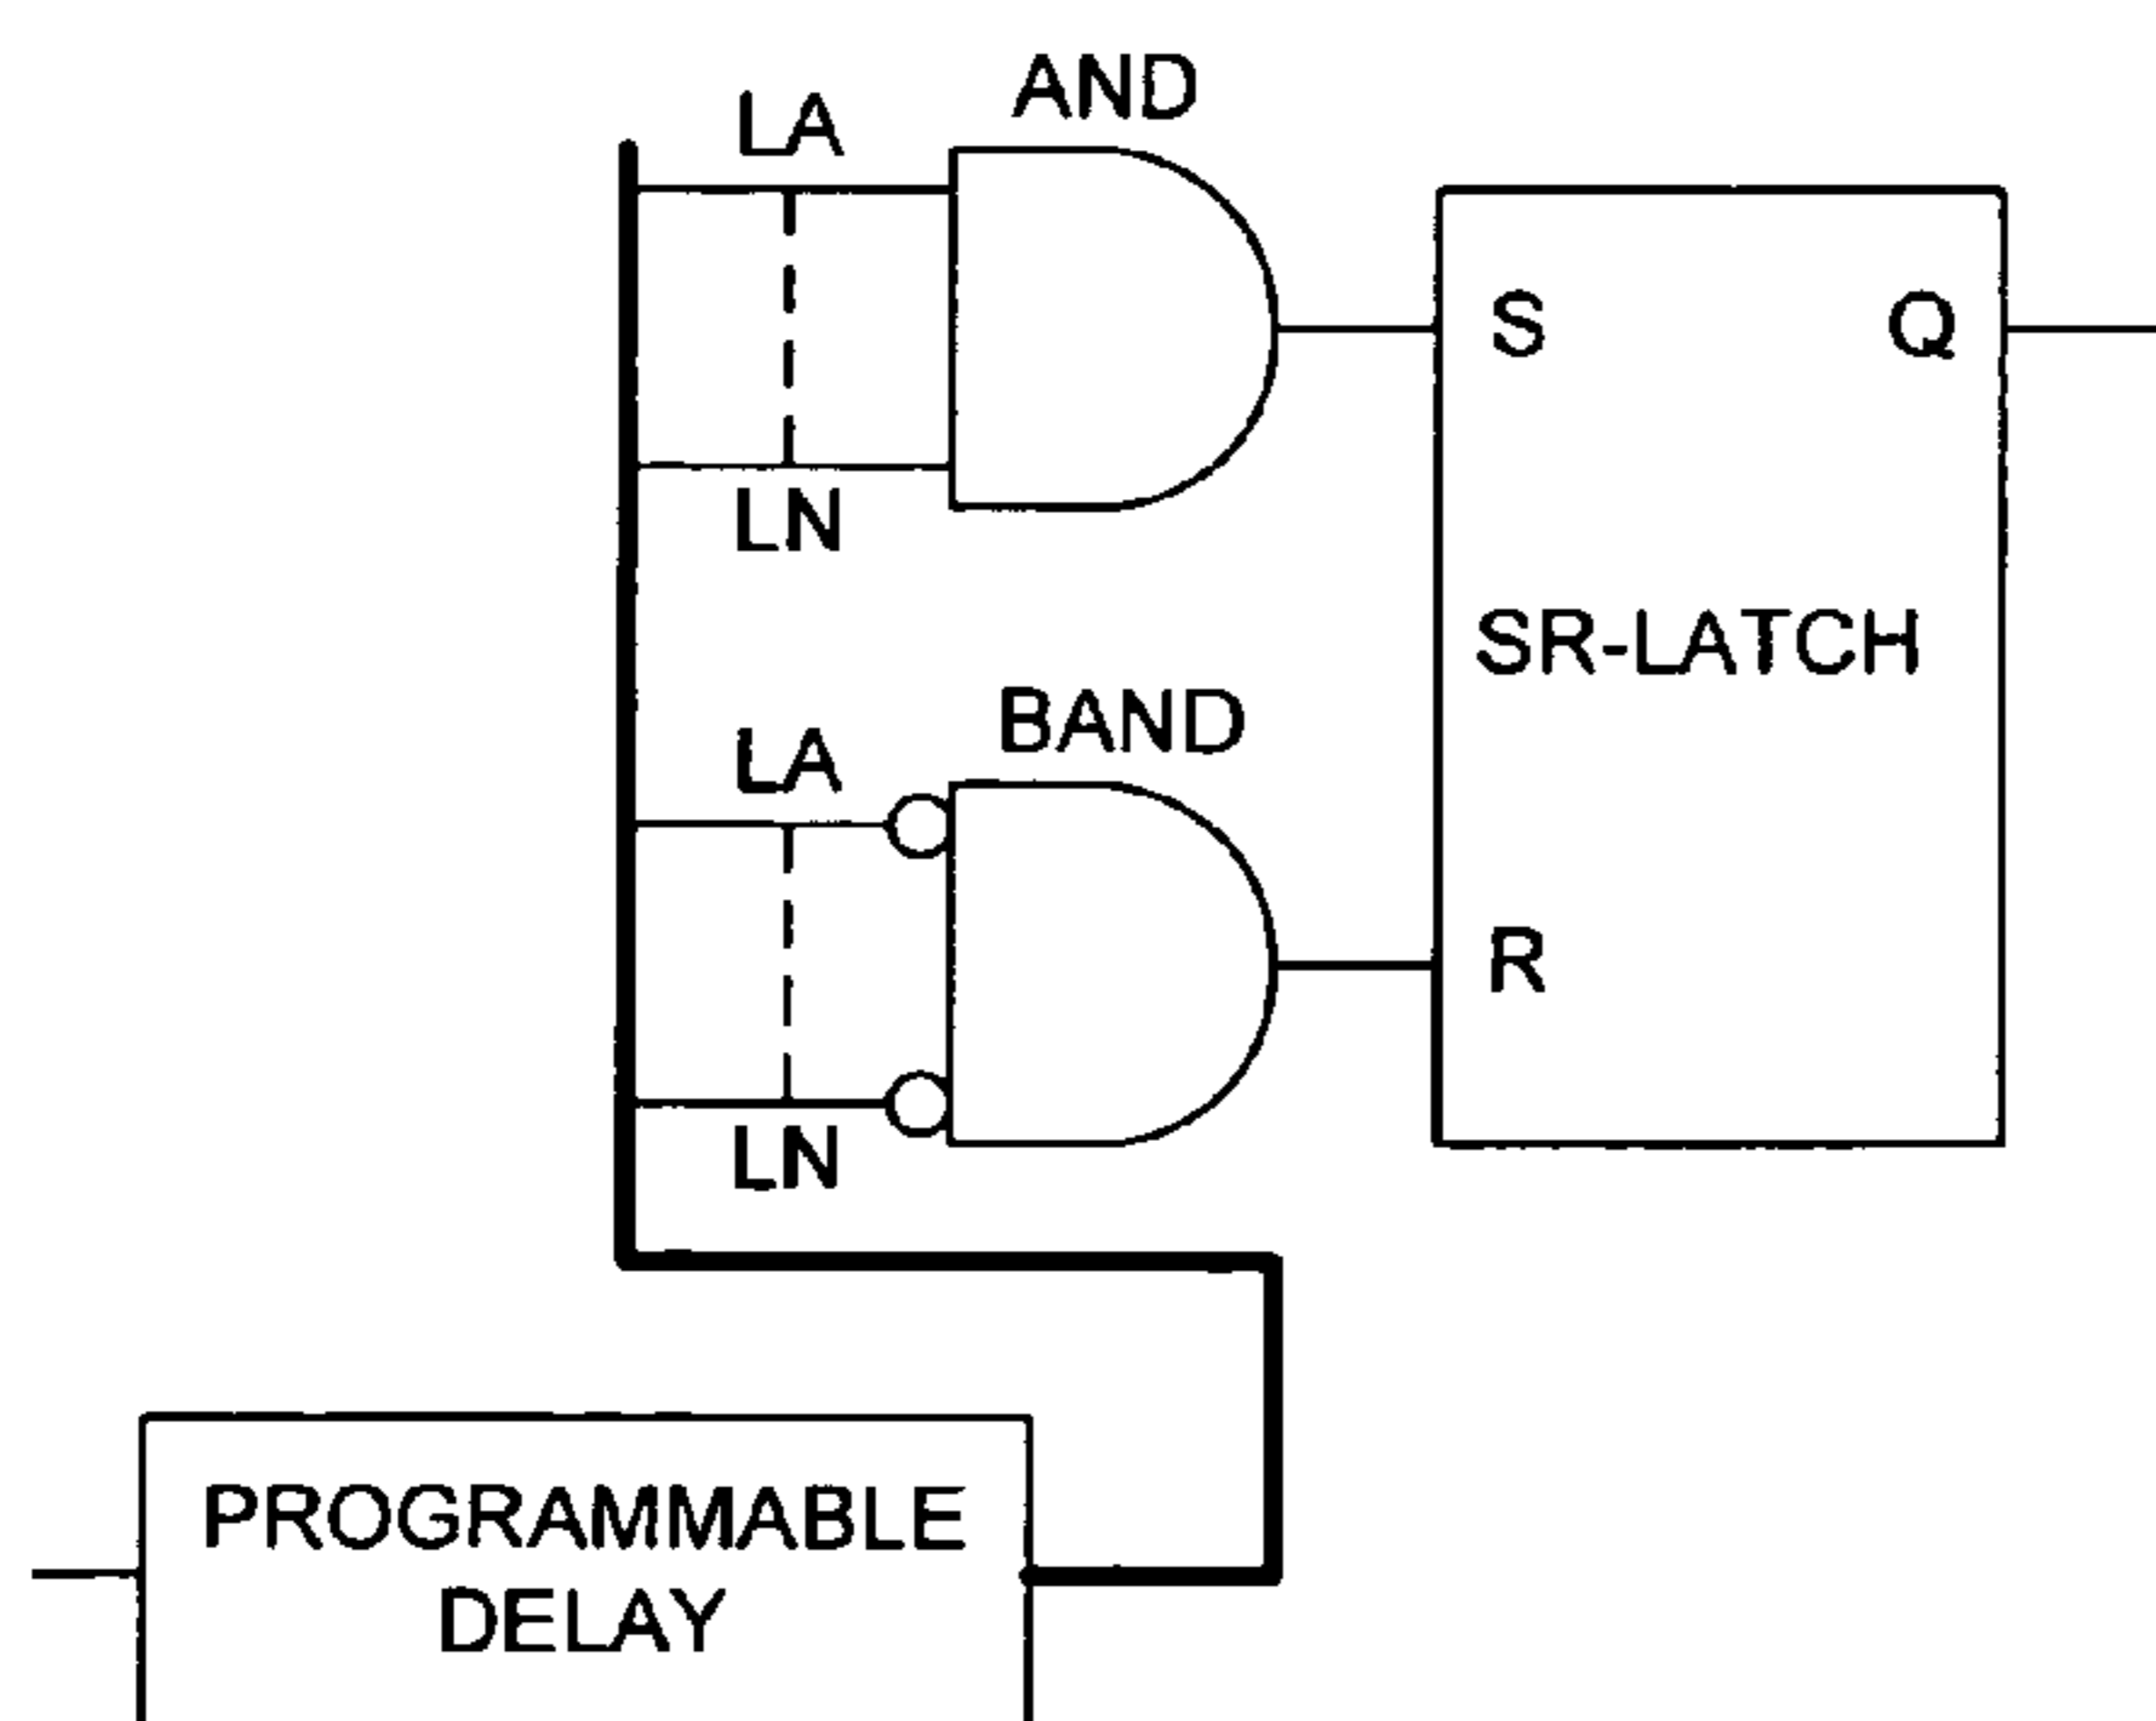 AND
LA
S
Q
LN
SR-LATCH
BAND
LA
R
LN
PROGRAMMABLE
DELAY